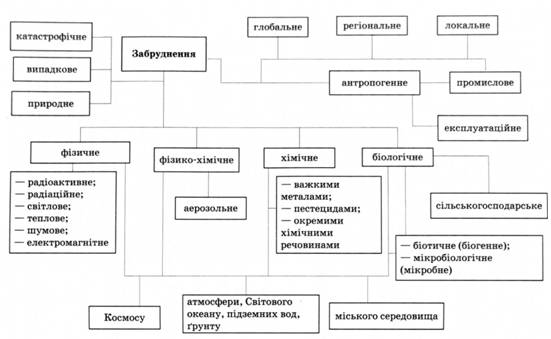 глобальне
регіональне
локальне
катастрофічне
Забруднення
випадкове
антропогенне
промислове
природне
експлуатаційне
фізичне
фізико-хімічне
хімічне
біологічне
— радіоактивне;
— радіаційне;
— світлове;
— теплове;
— шумове;
— електромагнітне
аерозольне
— важкими
металами;
— пестецидами;
— окремими
хімічними
речовинами
сільськогосподарське
— біотичне (біогенне);
— мікробіологічне
(мікробне)
Космосу
атмосфери, Світового
океану, підземних вод,
ґрунту
міського середовища